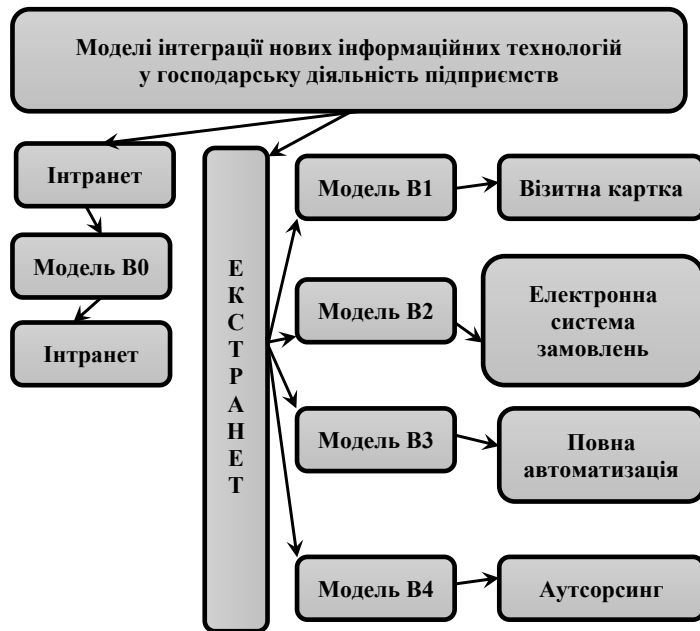 Моделі інтеграції нових інформаційних технологій
у господарську діяльність підприємств
Інтранет
Модель В0
Інтранет
ЕКСТРАНЕТ
Модель В1
Візитна картка
Модель В2
Електронна
система
замовлень
Модель В3
Повна
автоматизація
Модель В4
Аутсорсинг